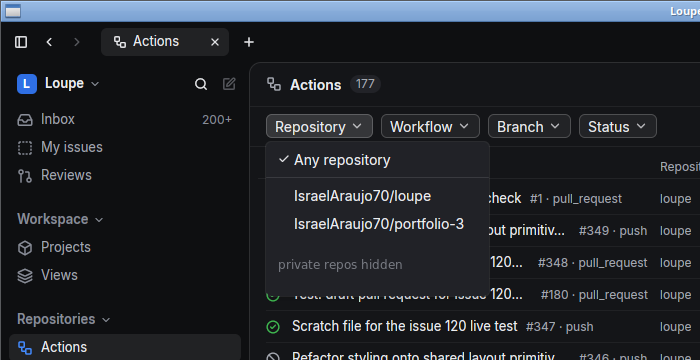 Loupe
Actions
L Loupe
Inbox 200+
My issues
Reviews
Workspace
Projects
Views
Repositories
Actions
Actions 177
Repository Workflow Branch Status
Any repository
IsraelAraujo70/loupe
IsraelAraujo70/portfolio-3
private repos hidden
Reposit
check #1 · pull_request loupe
out primitiv... #349 · push loupe
120... #348 · pull_request loupe
Test: draft pull request for issue 120... #180 · pull_request loupe
Scratch file for the issue 120 live test #347 · push loupe
Refactor styling onto shared layout primitiv... #346 · push loupe